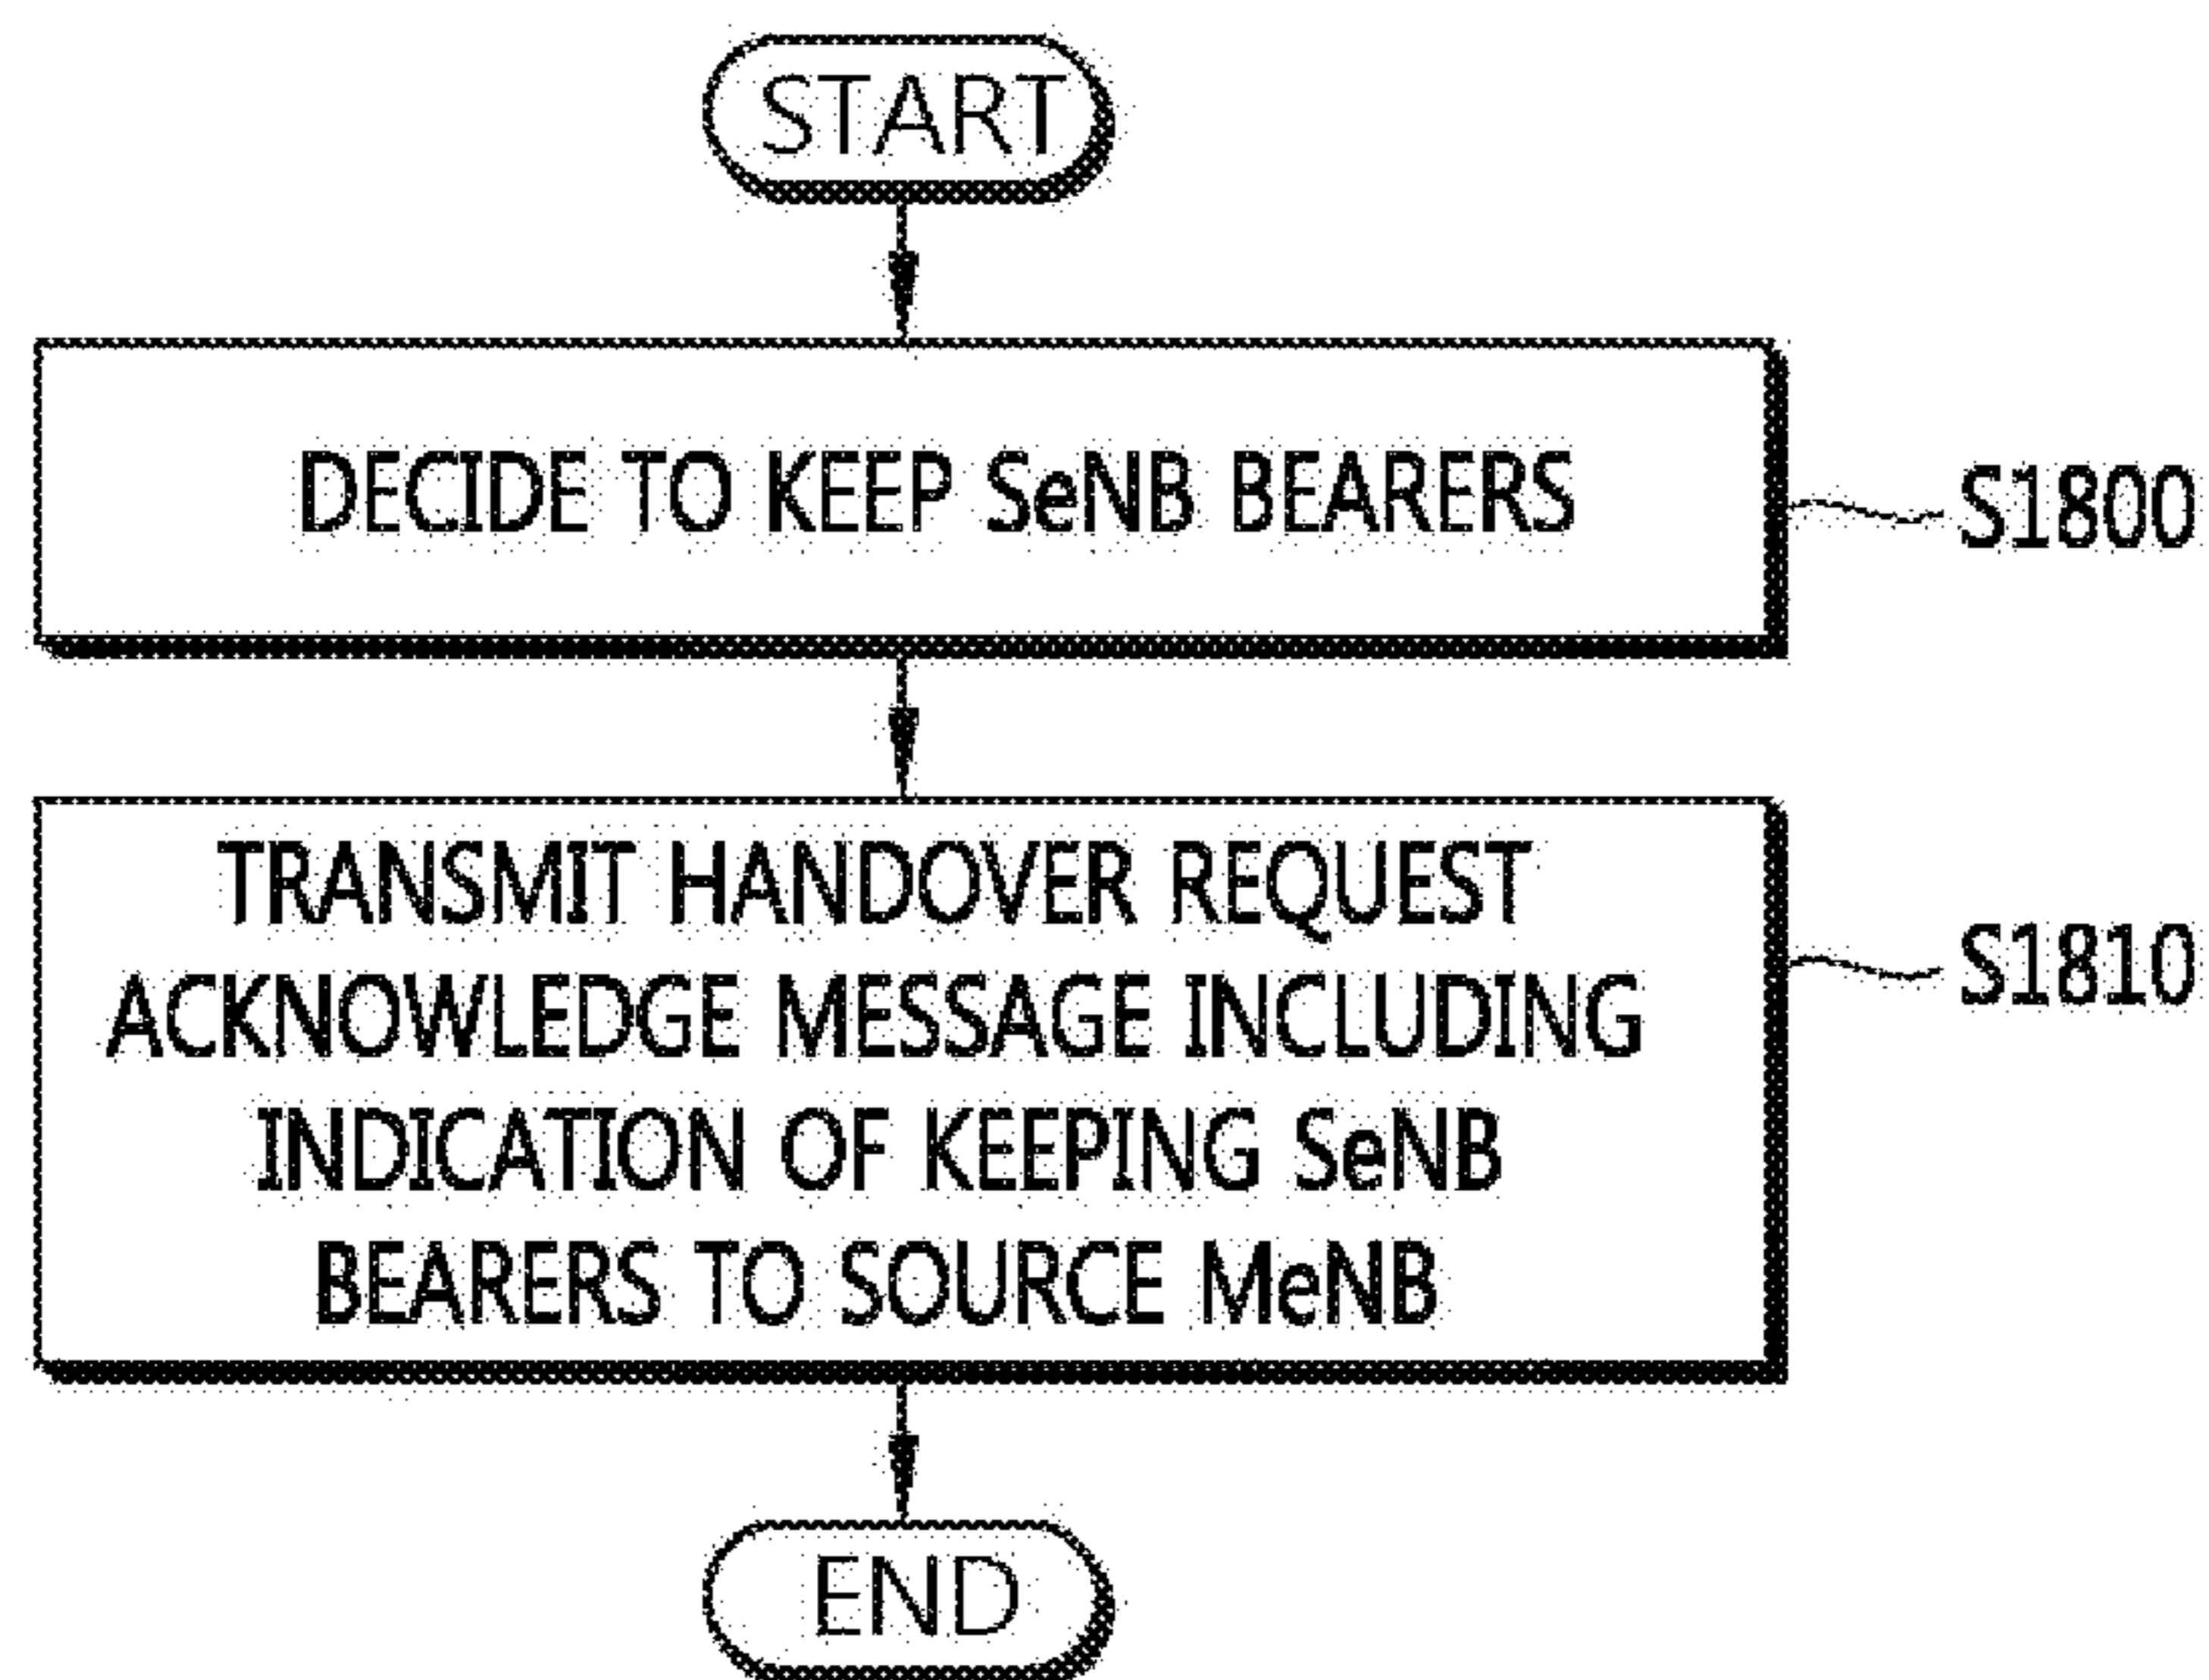 START
DECIDE TO KEEP SeNB BEARERS
S1800
TRANSMIT HANDOVER REQUEST
ACKNOWLEDGE MESSAGE INCLUDING
INDICATION OF KEEPING SeNB
BEARERS TO SOURCE MeNB
S1810
END